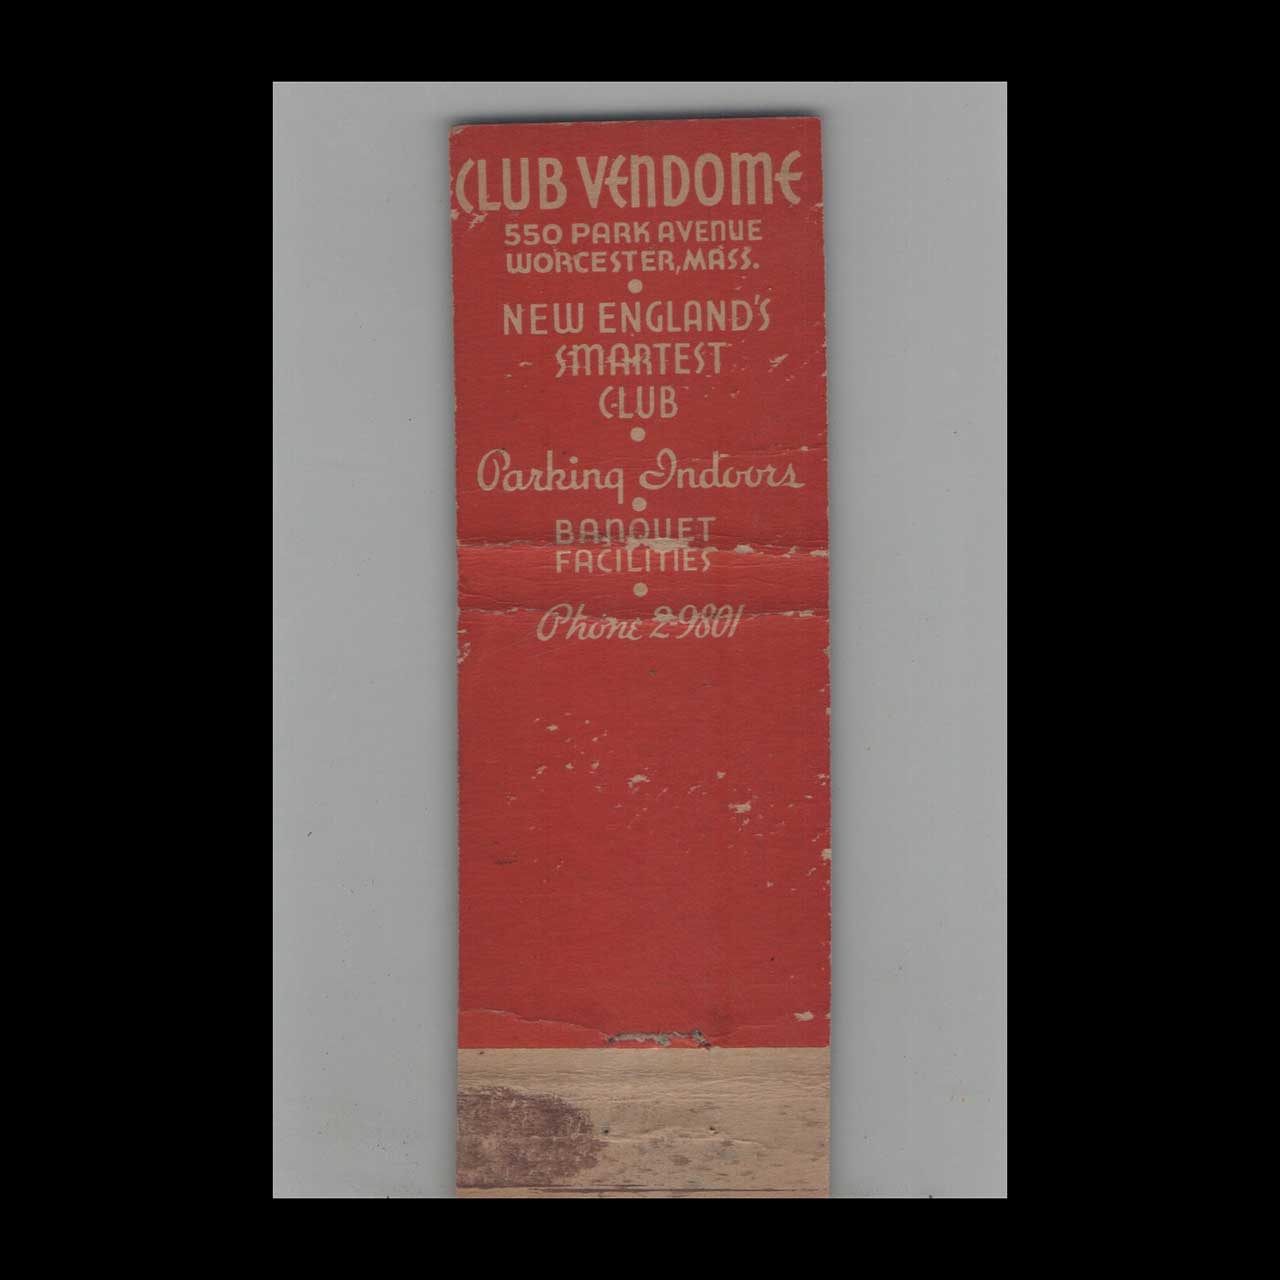 CLUB VENDOME
550 PARK AVENUE
WORCESTER, MASS.
NEW ENGLAND'S
SMARTEST
CLUB
Parking Indoors
BANQUET
FACILITIES
Phone 2-9801